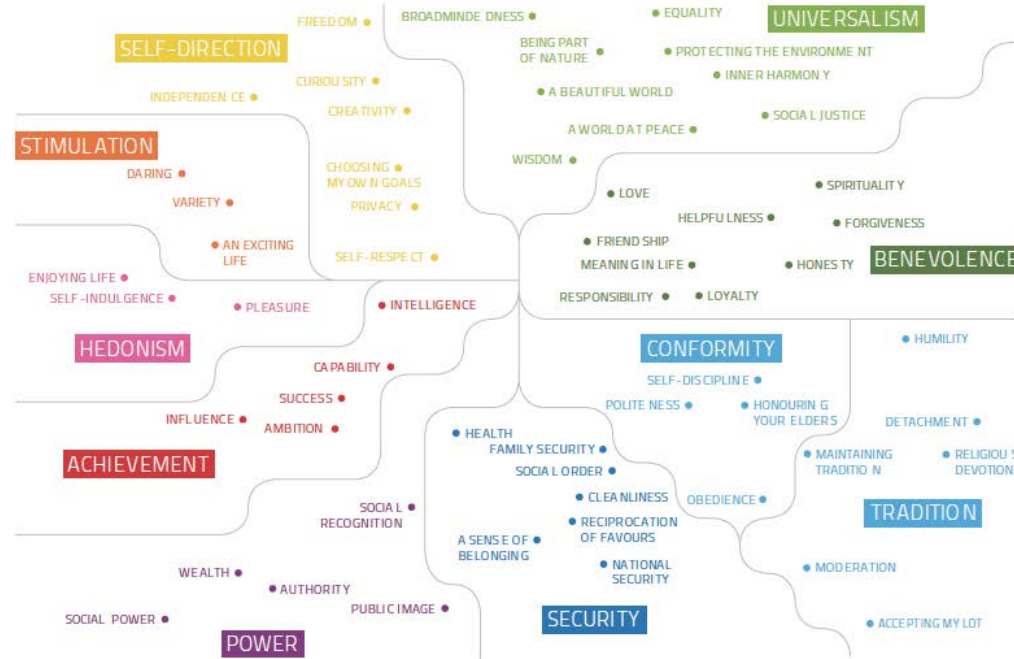 SELF-DIRECTION
FREEDOM
CURIOUSITY
INDEPENDENCE
CREATIVITY
CHOOSING
MY OWN GOALS
PRIVACY
SELF-RESPECT
UNIVERSALISM
BROADMINDEDNESS
EQUALITY
BEING PART
OF NATURE
PROTECTING THE ENVIRONMENT
INNER HARMONY
A BEAUTIFUL WORLD
SOCIAL JUSTICE
A WORLD AT PEACE
WISDOM
STIMULATION
DARING
VARIETY
AN EXCITING
LIFE
LOVE
SPIRITUALITY
HELPFULNESS
FORGIVENESS
FRIENDSHIP
BENEVOLENCE
MEANING IN LIFE
HONESTY
RESPONSIBILITY
LOYALTY
ENJOYING LIFE
SELF-INDULGENCE
PLEASURE
HEDONISM
INTELLIGENCE
CAPABILITY
SUCCESS
INFLUENCE
AMBITION
ACHIEVEMENT
CONFORMITY
SELF-DISCIPLINE
POLITENESS
HONOURING
YOUR ELDERS
OBEDIENCE
HUMILITY
DETACHMENT
MAINTAINING
TRADITION
RELIGIOUS
DEVOTION
TRADITION
MODERATION
ACCEPTING MY LOT
HEALTH
FAMILY SECURITY
SOCIAL ORDER
CLEANLINESS
RECIPROCATION
OF FAVOURS
A SENSE OF
BELONGING
NATIONAL
SECURITY
SECURITY
SOCIAL
RECOGNITION
WEALTH
AUTHORITY
PUBLIC IMAGE
SOCIAL POWER
POWER